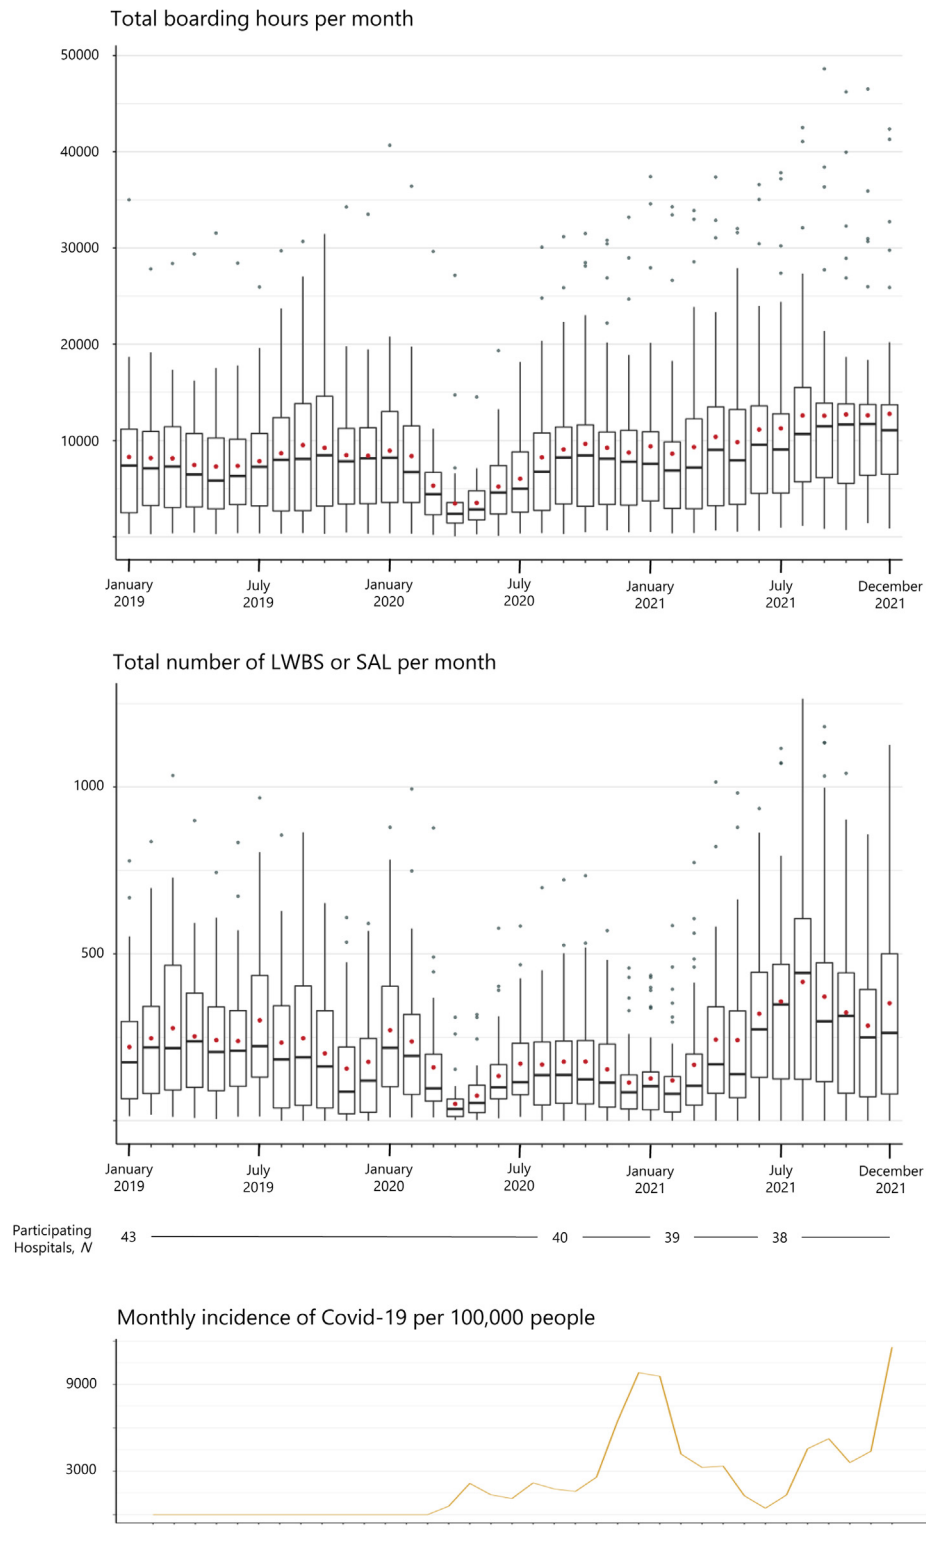 Total boarding hours per month
50000
40000
30000
20000
10000
January July January July January July December
2019 2019 2020 2020 2021 2021 2021
Total number of LWBS or SAL per month
1000
500
January July January July January July December
2019 2019 2020 2020 2021 2021 2021
Participating
Hospitals, N 43 40 39 38
Monthly incidence of Covid-19 per 100,000 people
9000
3000